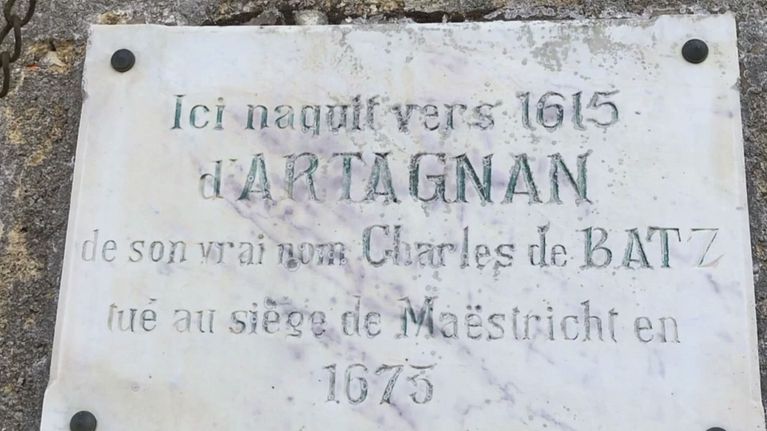 Ici naquit vers 1615
d'ARTAGNAN
de son vrai nom Charles de BATZ
tué au siège de Maëstricht en
1673